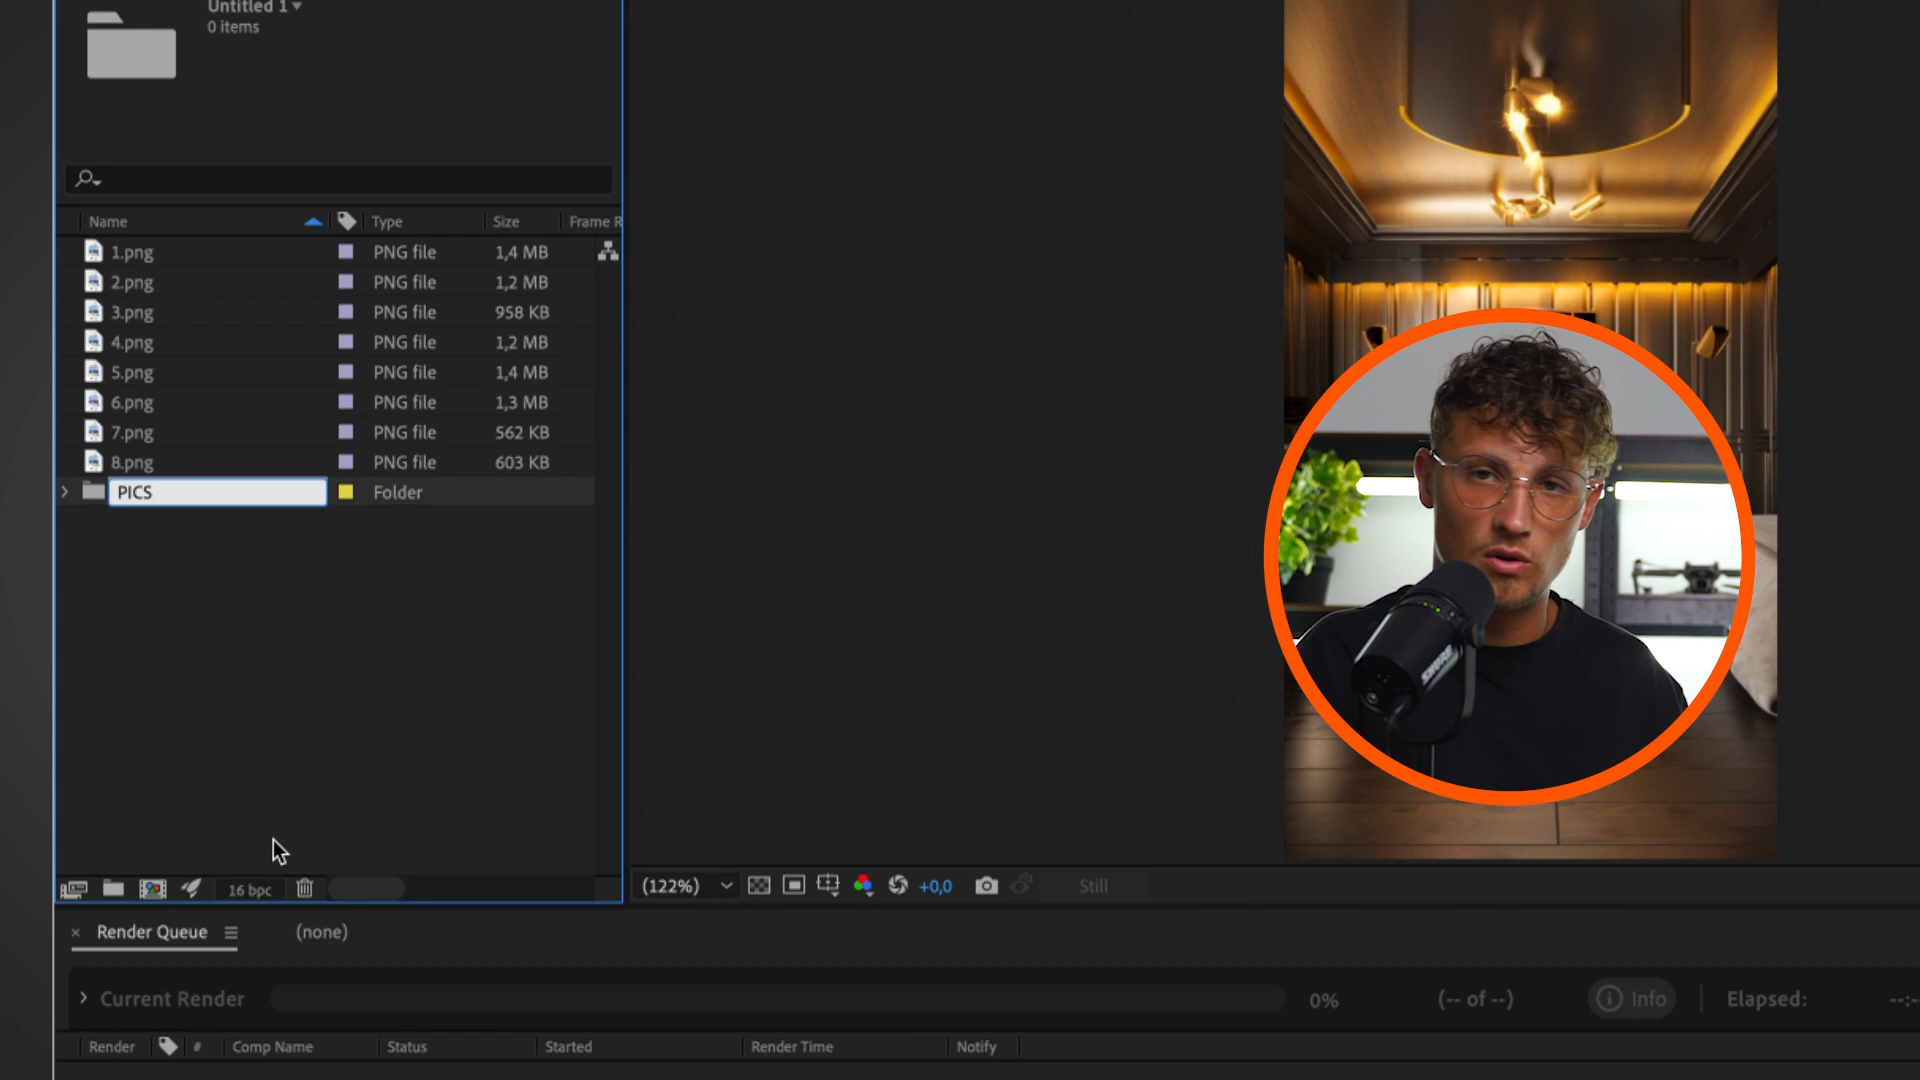 Untitled 1
0 items
Name Type Size Frame R
1.png PNG file 1,4 MB
2.png PNG file 1,2 MB
3.png PNG file 958 KB
4.png PNG file 1,2 MB
5.png PNG file 1,4 MB
6.png PNG file 1,3 MB
7.png PNG file 562 KB
8.png PNG file 603 KB
PICS Folder
SHURE
16 bpc
(122%) +0,0 Still
× Render Queue (none)
Current Render 0% (-- of --) Info Elapsed: --:-
Render # Comp Name Status Started Render Time Notify